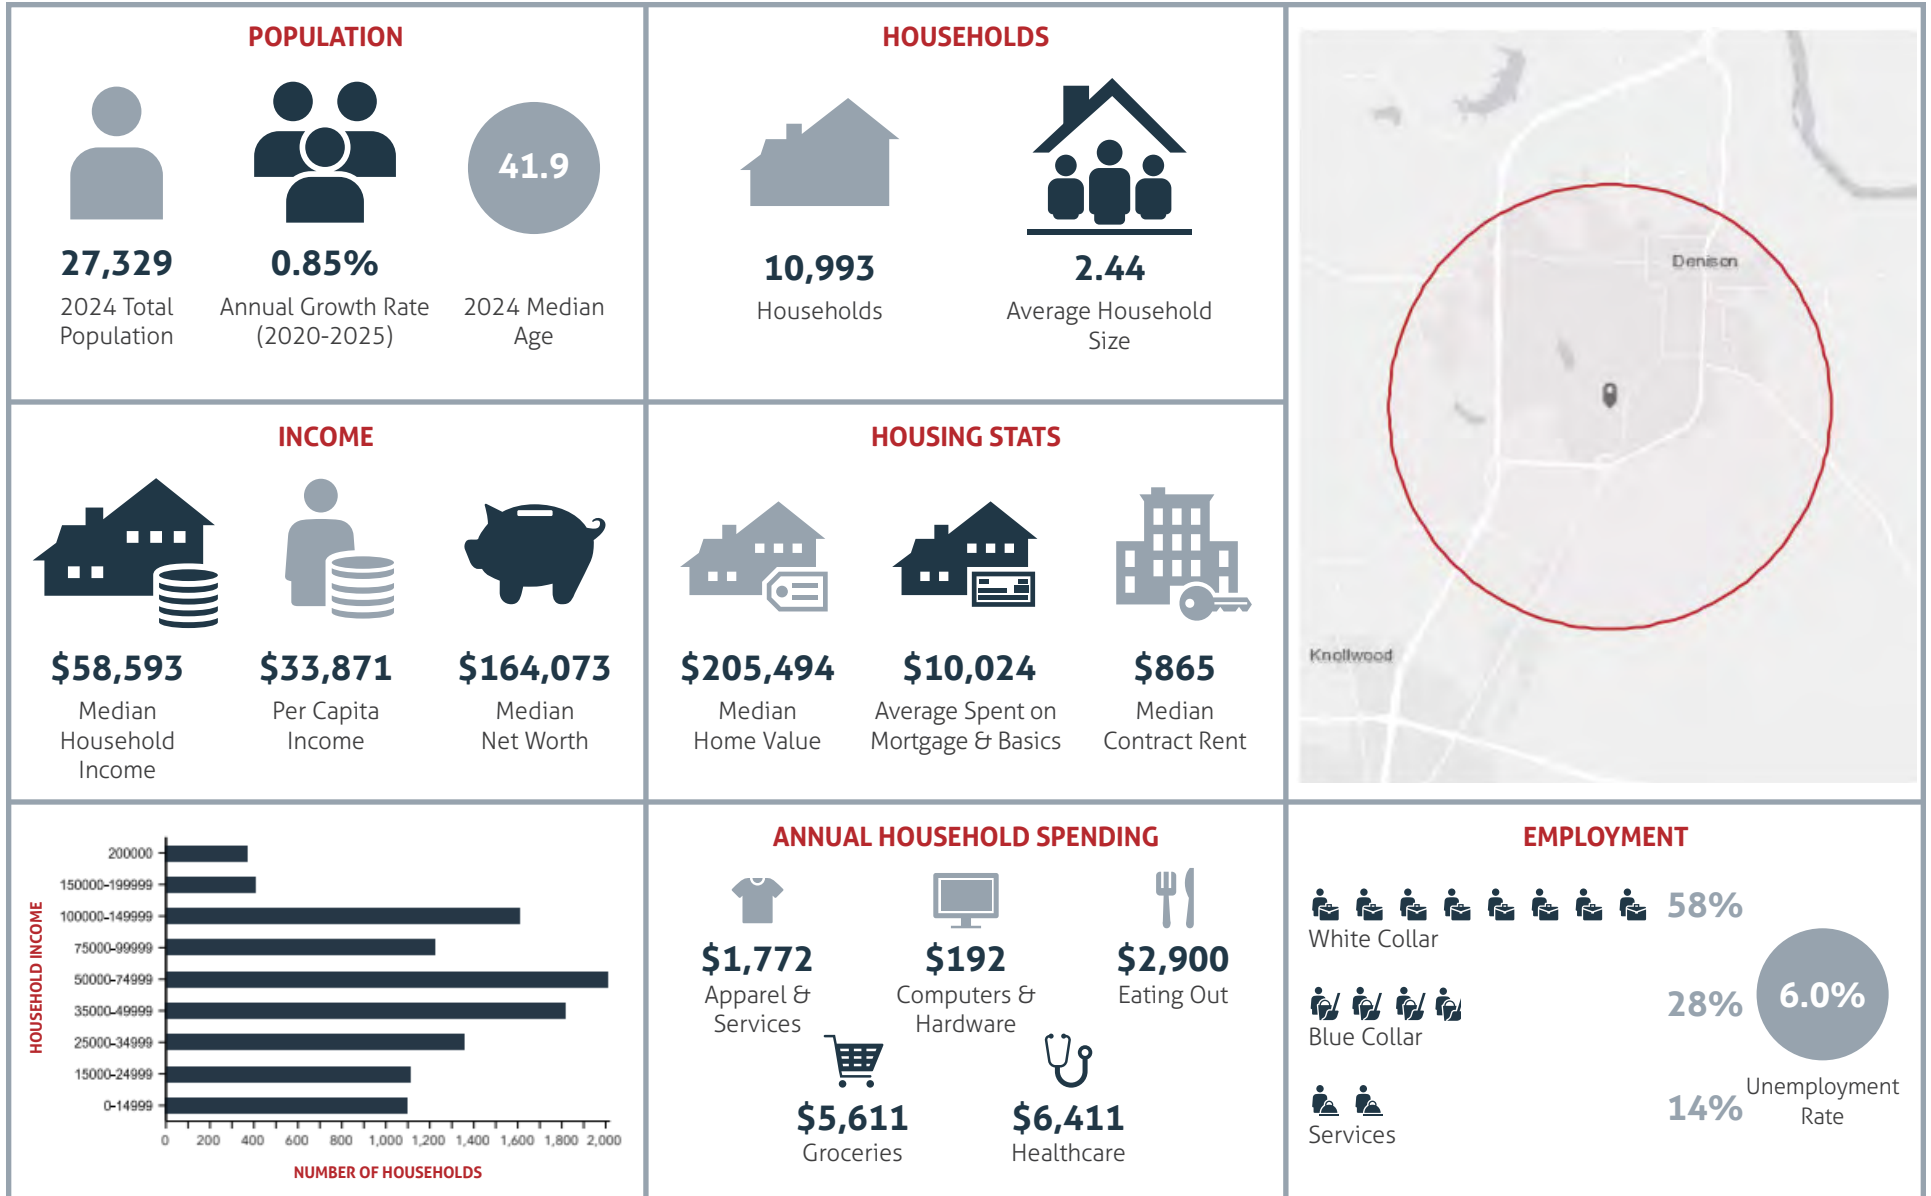 POPULATION
27,329
2024 Total
Population
0.85%
Annual Growth Rate
(2020-2025)
41.9
2024 Median
Age
HOUSEHOLDS
10,993
Households
2.44
Average Household
Size
Denison
Knollwood
INCOME
$58,593
Median
Household
Income
$33,871
Per Capita
Income
$164,073
Median
Net Worth
HOUSING STATS
$205,494
Median
Home Value
$10,024
Average Spent on
Mortgage & Basics
$865
Median
Contract Rent
HOUSEHOLD INCOME
200000
150000-199999
100000-149999
75000-99999
50000-74999
35000-49999
25000-34999
15000-24999
0-14999
0 200 400 600 800 1,000 1,200 1,400 1,600 1,800 2,000
NUMBER OF HOUSEHOLDS
ANNUAL HOUSEHOLD SPENDING
$1,772
Apparel &
Services
$192
Computers &
Hardware
$2,900
Eating Out
$5,611
Groceries
$6,411
Healthcare
EMPLOYMENT
58%
White Collar
28%
Blue Collar
14%
Services
6.0%
Unemployment
Rate